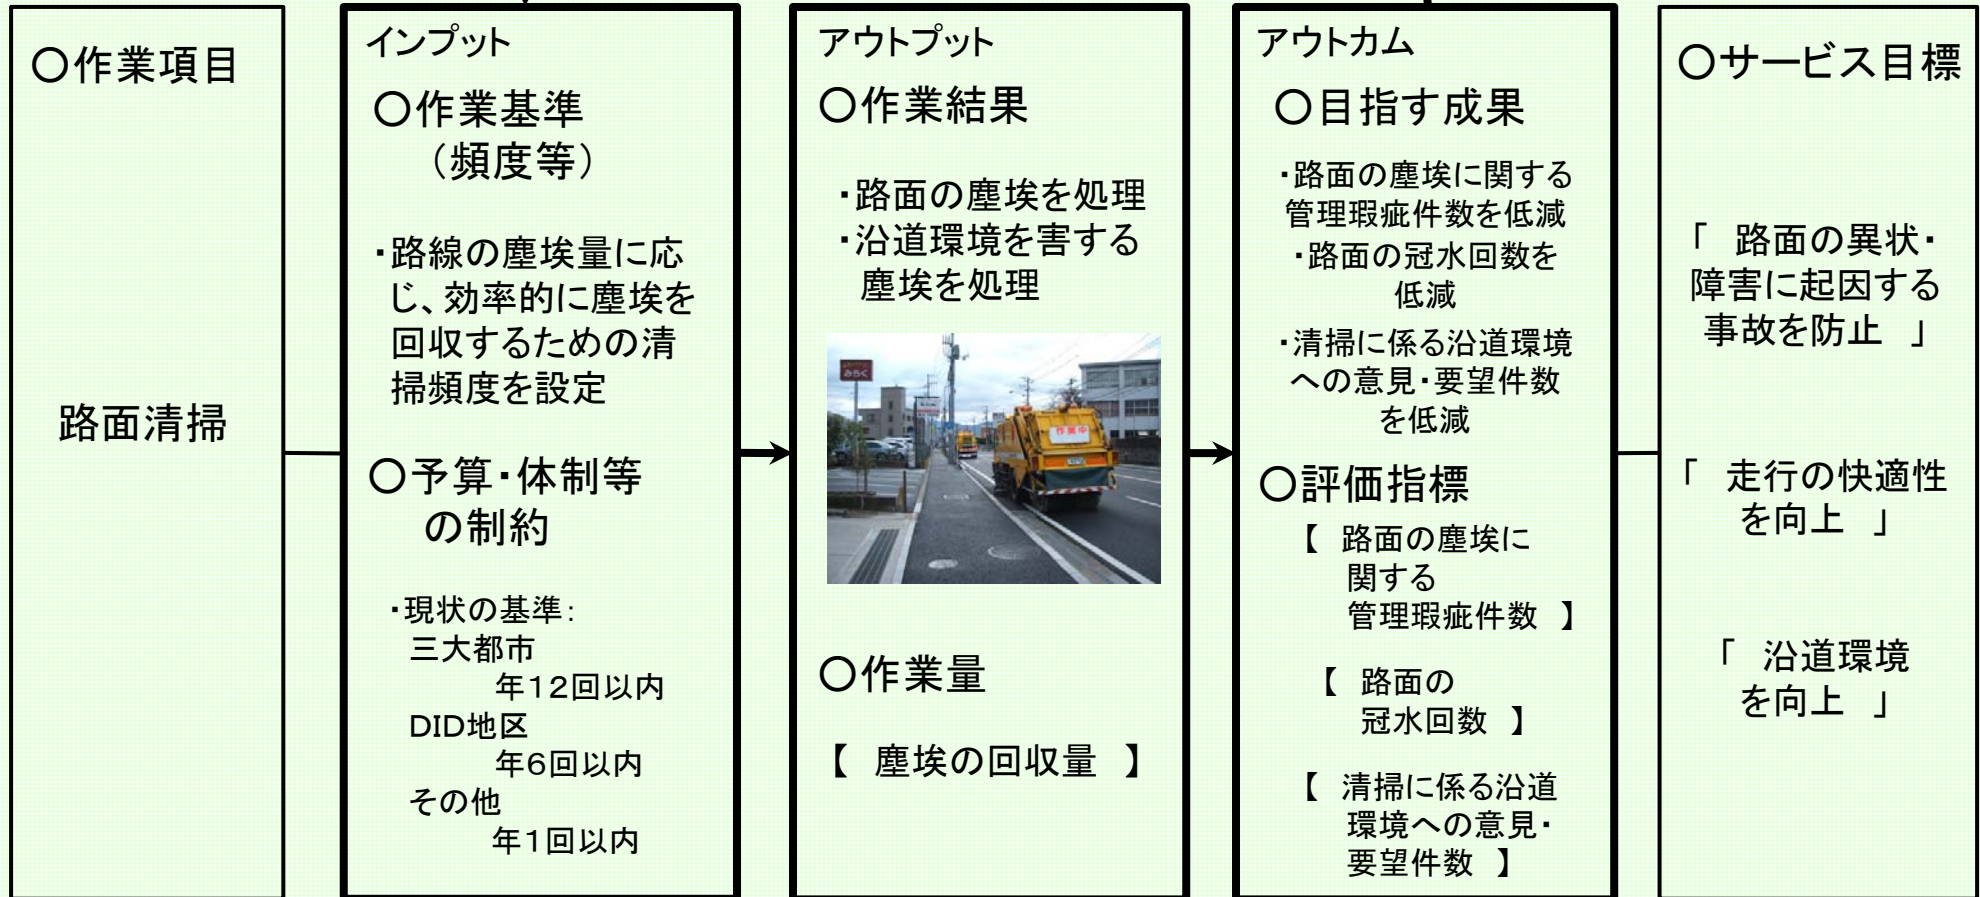 〇作業項目
路面清掃
インプット
〇作業基準
（頻度等）
・路線の塵埃量に応
じ、効率的に塵埃を
回収するための清
掃頻度を設定
〇予算・体制等
の制約
・現状の基準：
三大都市
年１２回以内
DID地区
年６回以内
その他
年１回以内
アウトプット
〇作業結果
・路面の塵埃を処理
・沿道環境を害する
塵埃を処理
みちく
作業中
〇作業量
【　塵埃の回収量　】
アウトカム
〇目指す成果
・路面の塵埃に関する
管理瑕疵件数を低減
・路面の冠水回数を
低減
・清掃に係る沿道環境
への意見・要望件数
を低減
〇評価指標
【　路面の塵埃に
関する
管理瑕疵件数　】
【　路面の
冠水回数　】
【　清掃に係る沿道
環境への意見・
要望件数　】
〇サービス目標
「　路面の異状・
障害に起因する
事故を防止　」
「　走行の快適性
を向上　」
「　沿道環境
を向上　」